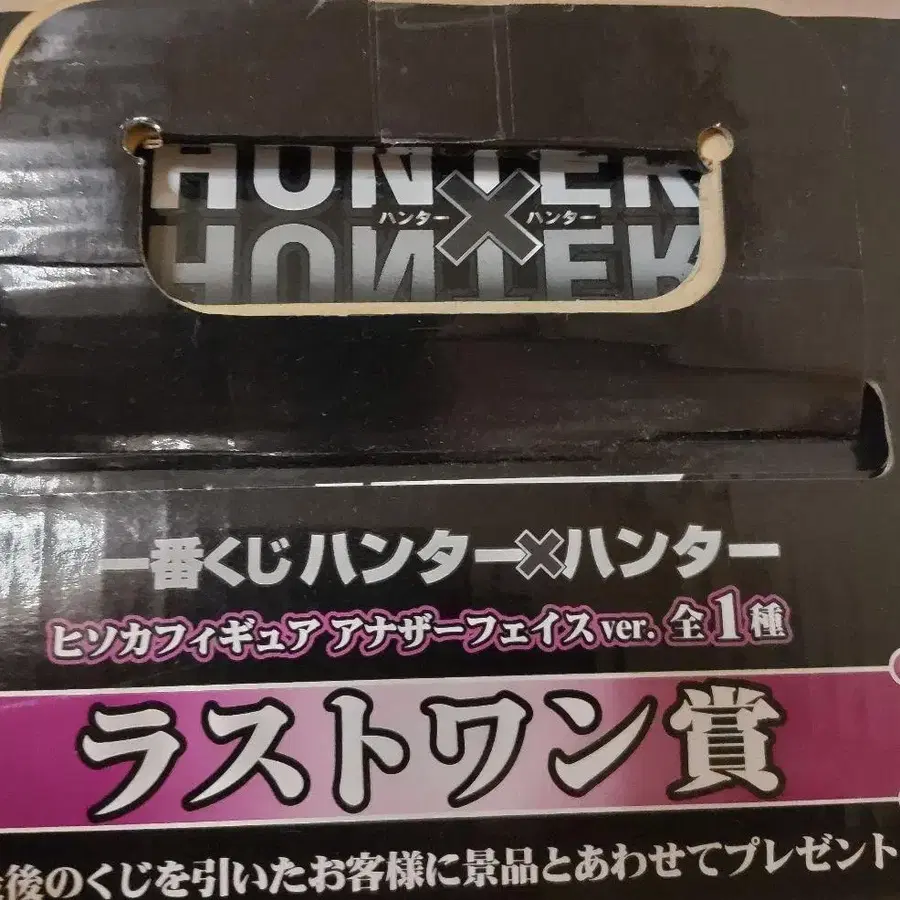 HUNTER
ハンター×ハンター
HUNTER
一番くじ ハンター×ハンター
ヒソカフィギュア アナザーフェイスver. 全1種
ラストワン賞
後のくじを引いたお客様に景品とあわせてプレゼント